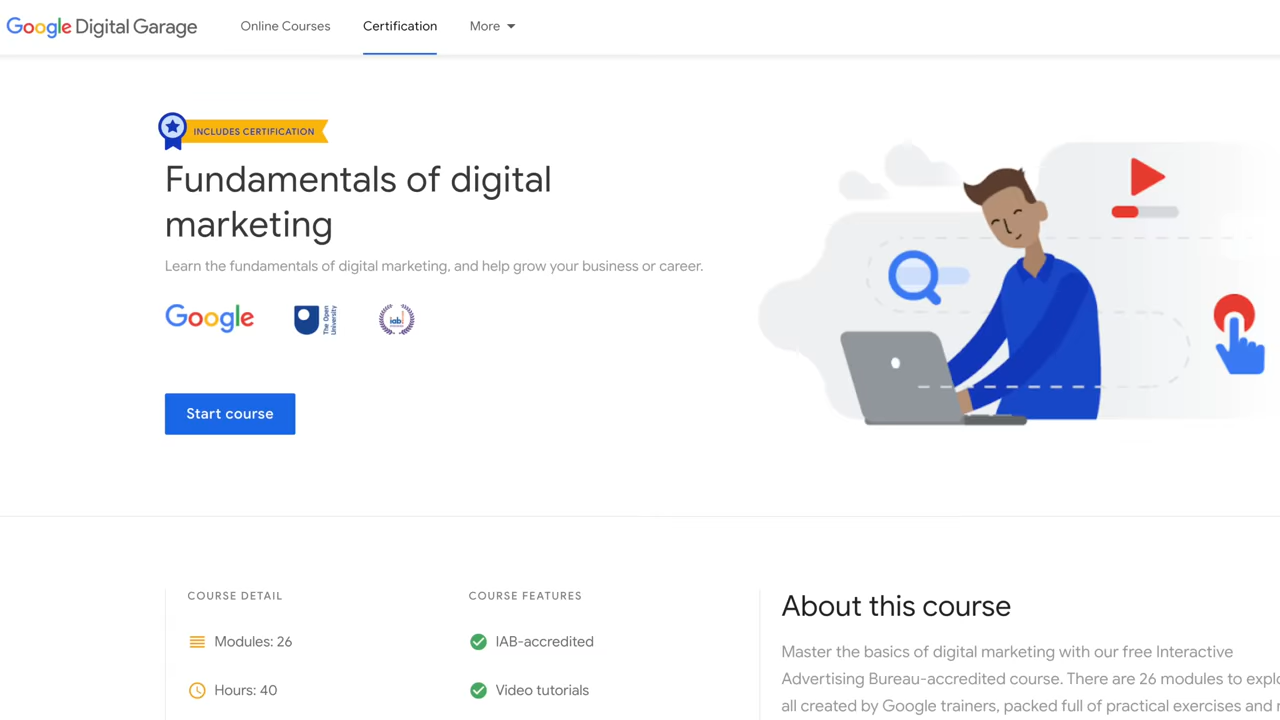 Google Digital Garage
Online Courses
Certification
More
INCLUDES CERTIFICATION
Fundamentals of digital
marketing
Learn the fundamentals of digital marketing, and help grow your business or career.
Google
The Open
University
iab
Start course
COURSE DETAIL
Modules: 26
Hours: 40
COURSE FEATURES
IAB-accredited
Video tutorials
About this course
Master the basics of digital marketing with our free Interactive
Advertising Bureau-accredited course. There are 26 modules to explo
all created by Google trainers, packed full of practical exercises and